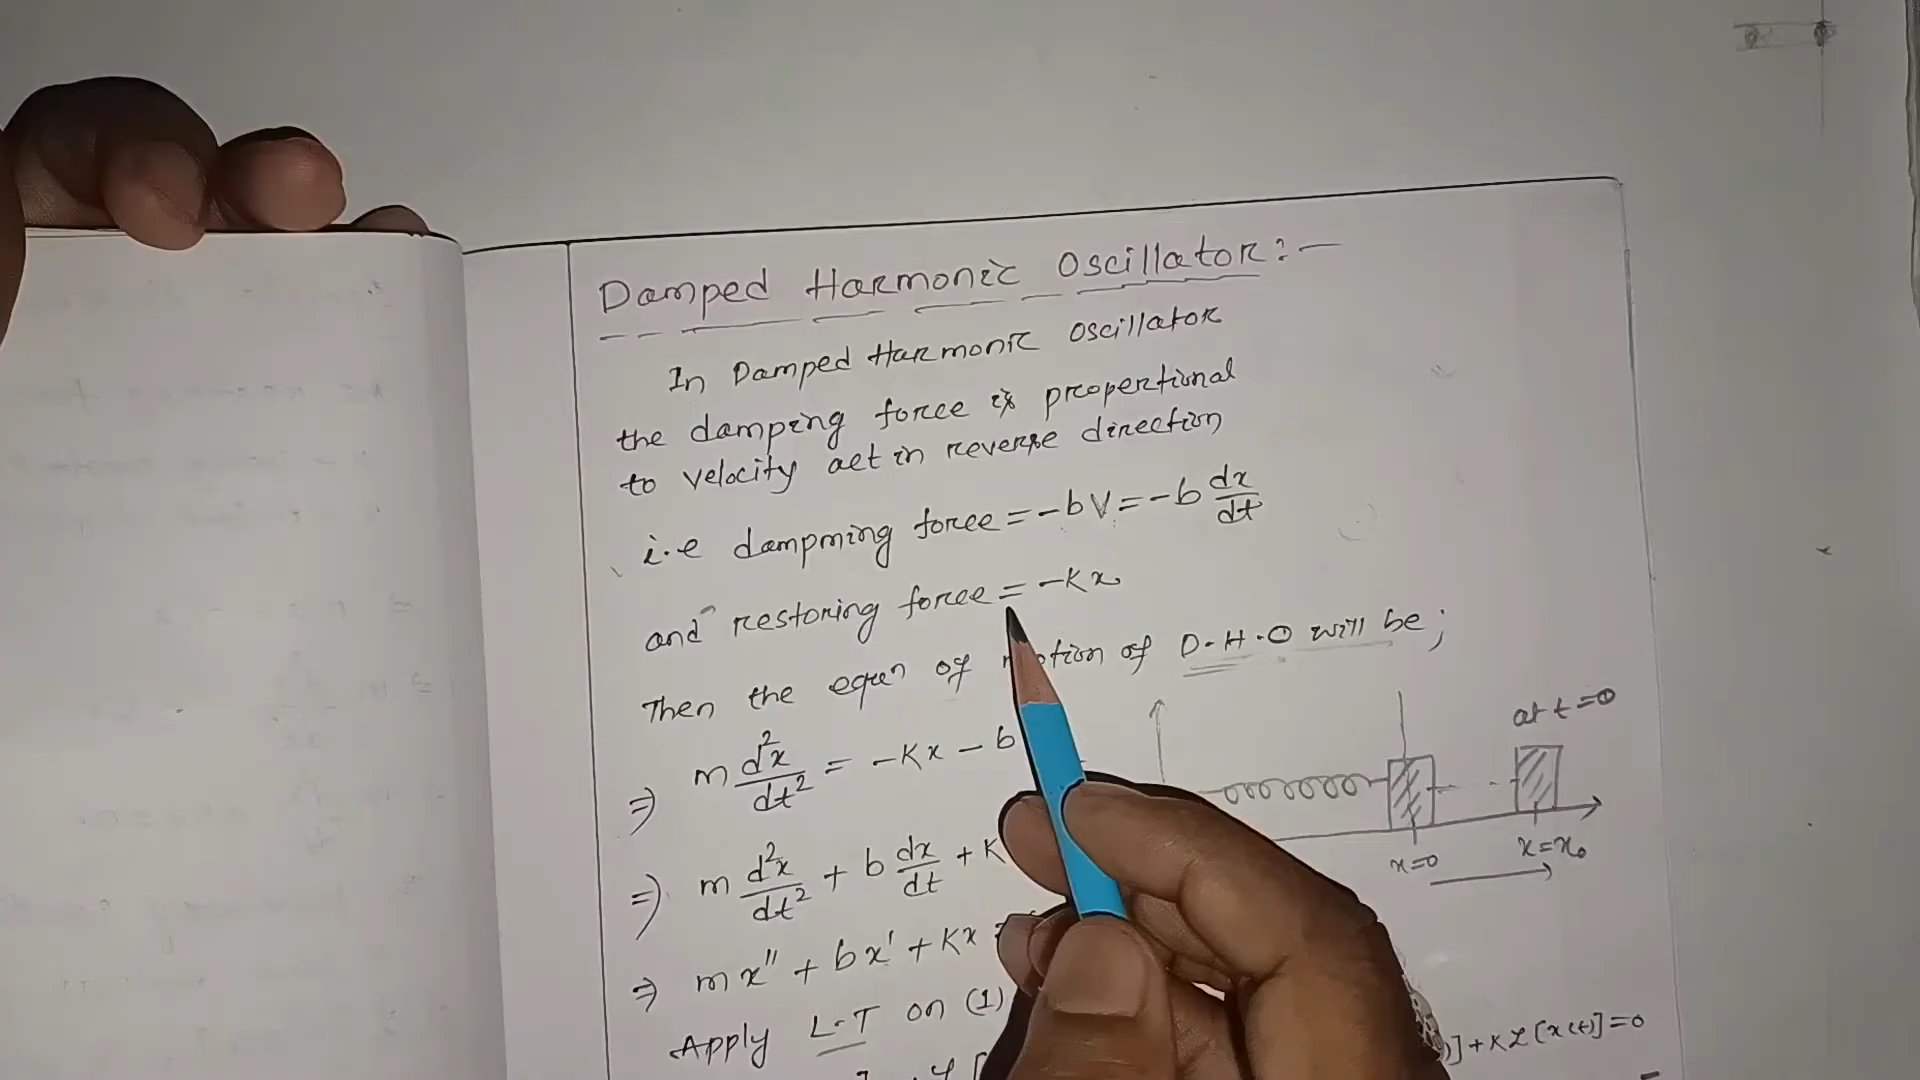 Damped Harmonic Oscillator :-
In Damped Harmonic Oscillator
the damping force is propertional
to velocity act in reverse direction
i.e dampming force = -bV = -b dx/dt
and restoring force = -Kx
Then the equn of motion of D-H-O will be;
⇒ m d²x/dt² = -Kx - b
⇒ m d²x/dt² + b dx/dt + K
⇒ mx'' + bx' + Kx =
at t=0
x=0
x=x₀
Apply L-T on (1)
)] + K ℒ[x(t)] = 0